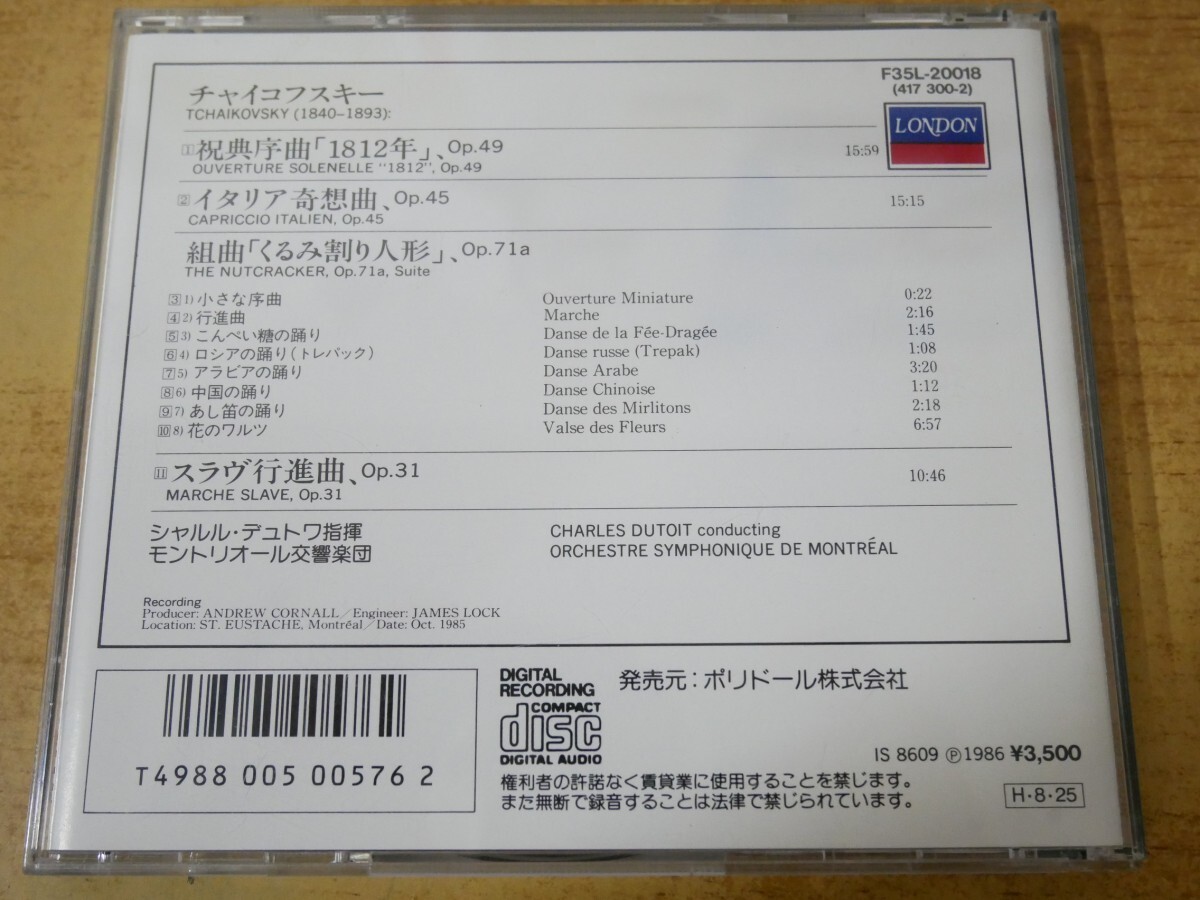 チャイコフスキー
TCHAIKOVSKY (1840-1893):
F35L-20018
(417 300-2)
LONDON
1 祝典序曲「1812年」、Op.49 15:59
OUVERTURE SOLENELLE "1812", Op.49
2 イタリア奇想曲、Op.45 15:15
CAPRICCIO ITALIEN, Op.45
組曲「くるみ割り人形」、Op.71a
THE NUTCRACKER, Op.71a, Suite
3 1) 小さな序曲 Ouverture Miniature 0:22
4 2) 行進曲 Marche 2:16
5 3) こんぺい糖の踊り Danse de la Fée-Dragée 1:45
6 4) ロシアの踊り(トレパック) Danse russe (Trepak) 1:08
7 5) アラビアの踊り Danse Arabe 3:20
8 6) 中国の踊り Danse Chinoise 1:12
9 7) あし笛の踊り Danse des Mirlitons 2:18
10 8) 花のワルツ Valse des Fleurs 6:57
11 スラヴ行進曲、Op.31 10:46
MARCHE SLAVE, Op.31
シャルル・デュトワ指揮 CHARLES DUTOIT conducting
モントリオール交響楽団 ORCHESTRE SYMPHONIQUE DE MONTRÉAL
Recording
Producer: ANDREW CORNALL／Engineer: JAMES LOCK
Location: ST. EUSTACHE, Montréal／Date: Oct. 1985
T4988 005 00576 2
DIGITAL RECORDING
COMPACT
disc
DIGITAL AUDIO
発売元：ポリドール株式会社
IS 8609 ℗1986 ¥3,500
権利者の許諾なく賃貸業に使用することを禁じます。
また無断で録音することは法律で禁じられています。
H・8・25